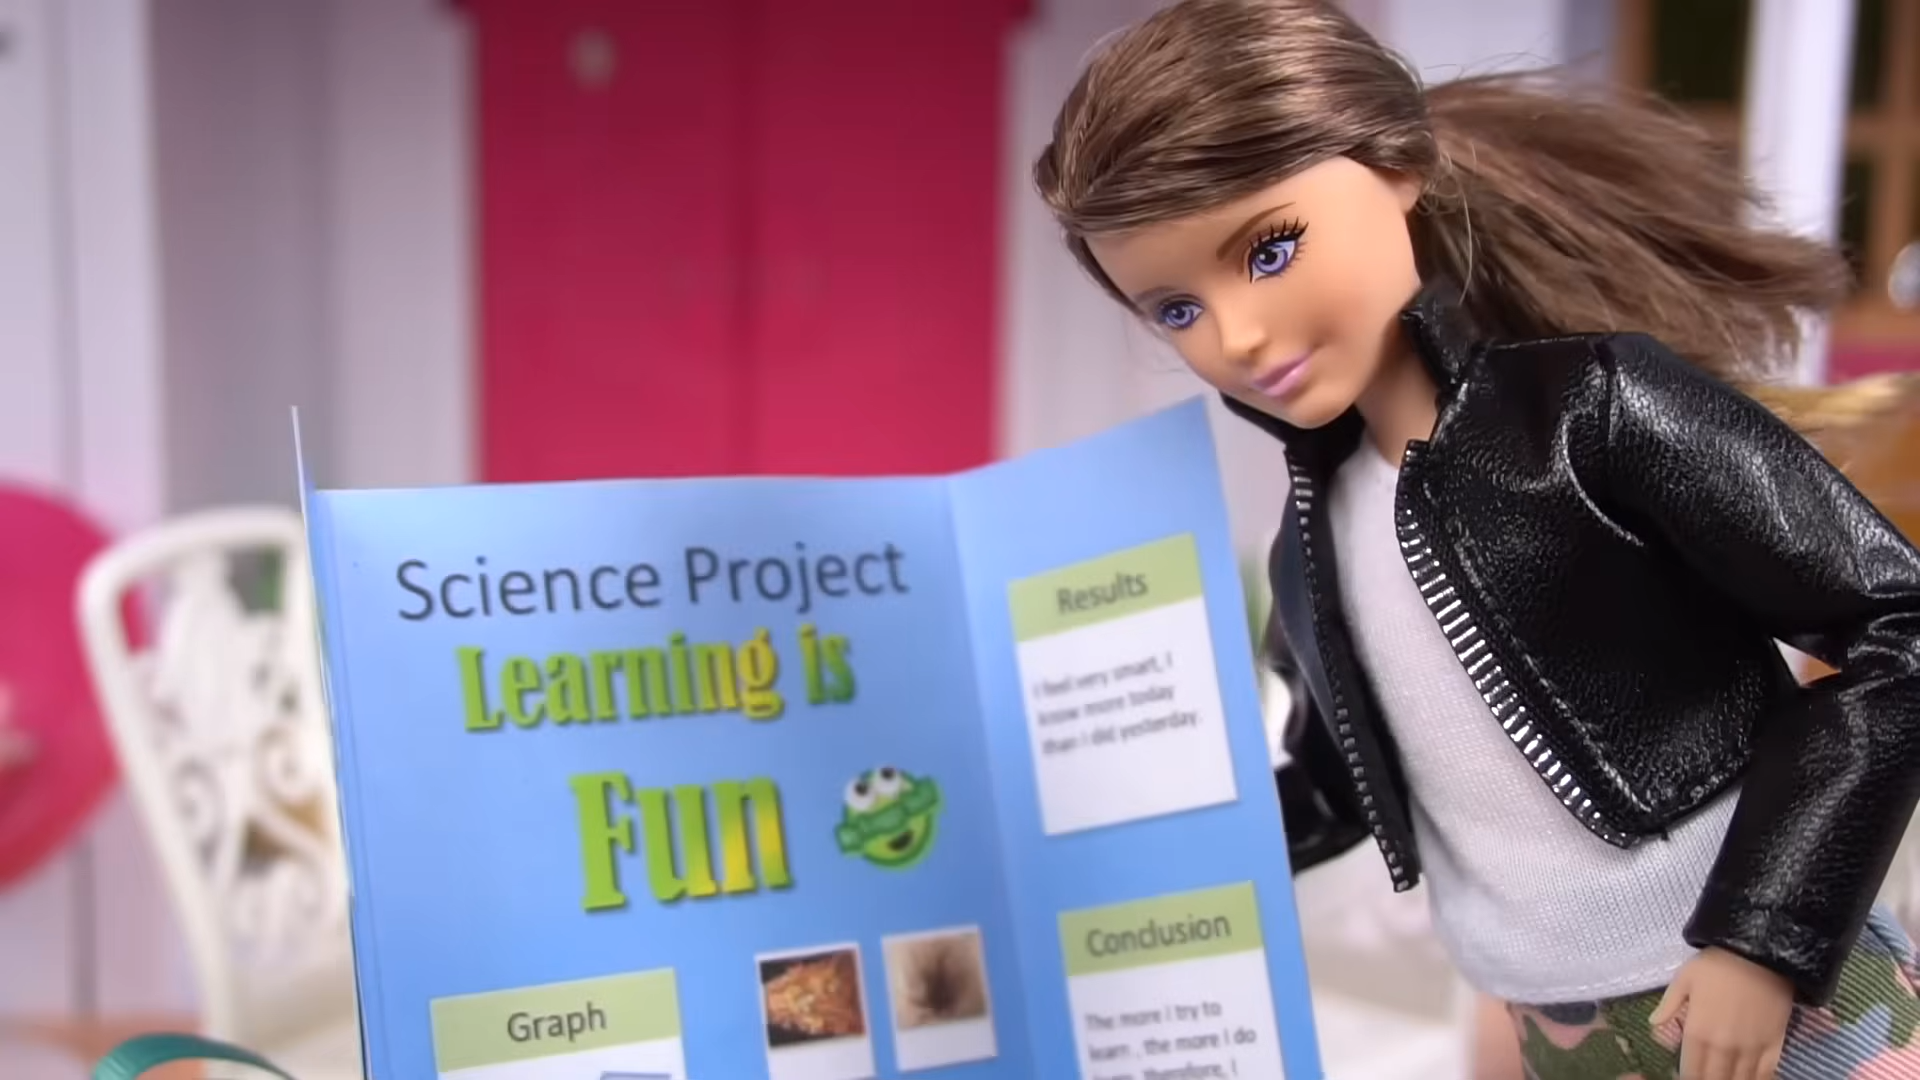 Science Project
Learning is
Fun
Graph
Results
I feel very smart, I
know more today
than I did yesterday.
Conclusion
The more I try to
learn, the more I do
therefore, I